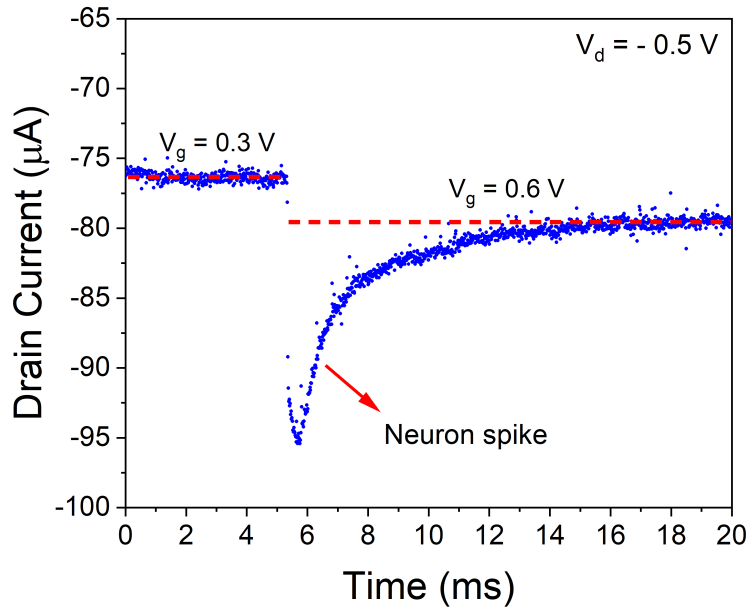 -65
V_d = - 0.5 V
-70
-75
V_g = 0.3 V
V_g = 0.6 V
-80
-85
-90
-95
-100
Neuron spike
Drain Current (μA)
0 2 4 6 8 10 12 14 16 18 20
Time (ms)